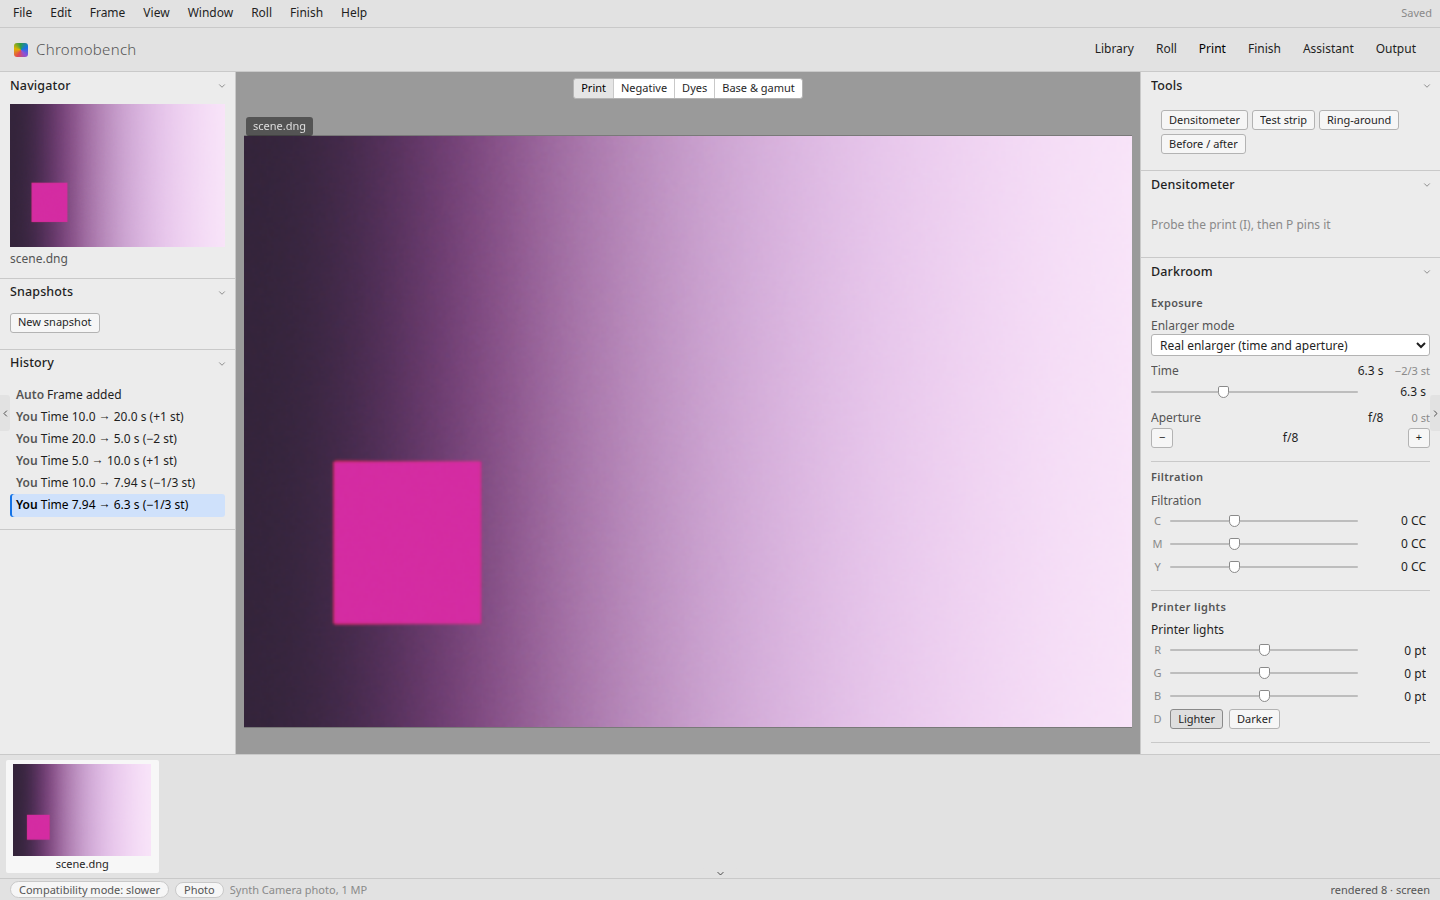 File Edit Frame View Window Roll Finish Help Saved
Chromobench Library Roll Print Finish Assistant Output
Navigator
scene.dng
Snapshots
New snapshot
History
Auto Frame added
You Time 10.0 → 20.0 s (+1 st)
You Time 20.0 → 5.0 s (−2 st)
You Time 5.0 → 10.0 s (+1 st)
You Time 10.0 → 7.94 s (−1/3 st)
You Time 7.94 → 6.3 s (−1/3 st)
Print Negative Dyes Base & gamut
scene.dng
Tools
Densitometer Test strip Ring-around
Before / after
Densitometer
Probe the print (I), then P pins it
Darkroom
Exposure
Enlarger mode
Real enlarger (time and aperture)
Time 6.3 s −2/3 st
6.3 s
Aperture f/8 0 st
− f/8 +
Filtration
Filtration
C 0 CC
M 0 CC
Y 0 CC
Printer lights
Printer lights
R 0 pt
G 0 pt
B 0 pt
D Lighter Darker
scene.dng
Compatibility mode: slower Photo Synth Camera photo, 1 MP rendered 8 · screen